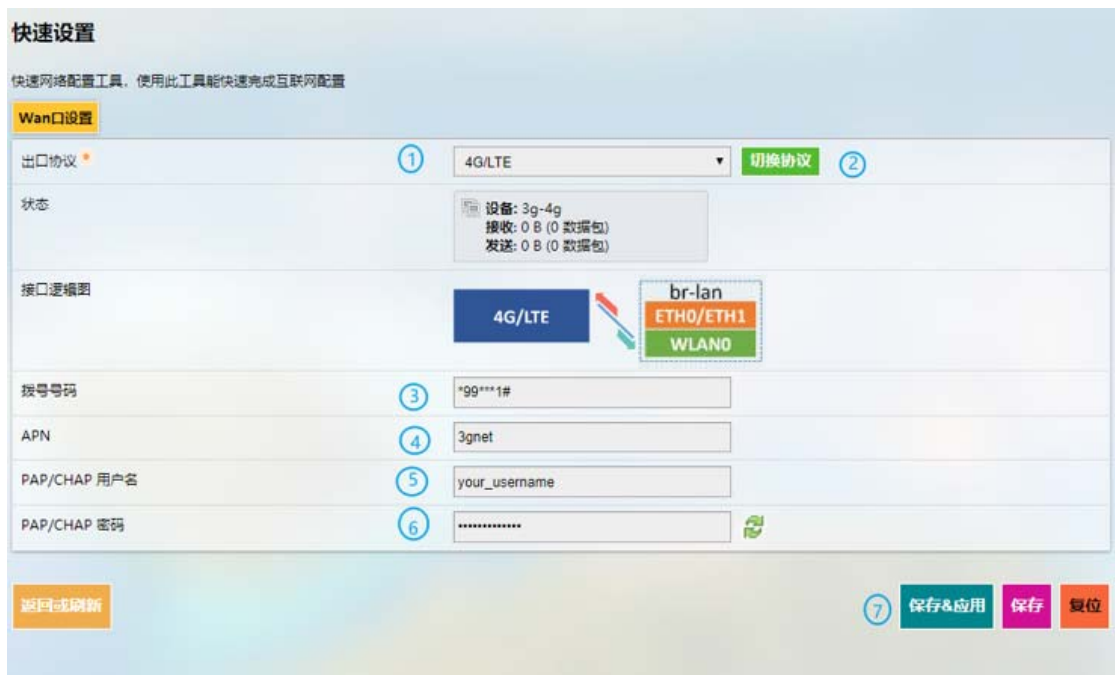 快速设置
快速网络配置工具，使用此工具能快速完成互联网配置
Wan口设置
出口协议 * ① 4G/LTE 切换协议 ②
状态
设备: 3g-4g
接收: 0 B (0 数据包)
发送: 0 B (0 数据包)
接口逻辑图
4G/LTE
br-lan
ETH0/ETH1
WLAN0
拨号号码 ③ *99***1#
APN ④ 3gnet
PAP/CHAP 用户名 ⑤ your_username
PAP/CHAP 密码 ⑥ •••••••••••••
返回或刷新 ⑦ 保存&应用 保存 复位